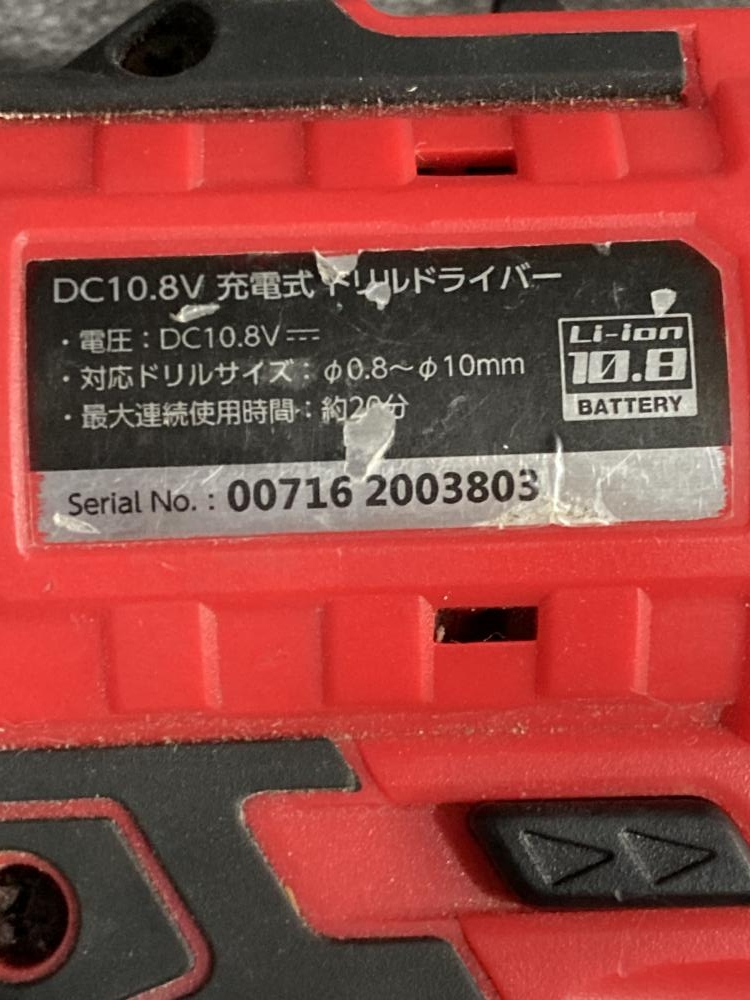 DC10.8V 充電式 ドリルドライバー
・電圧：DC10.8V⎓
・対応ドリルサイズ：φ0.8～φ10mm
・最大連続使用時間：約20分
Li-ion
10.8
BATTERY
Serial No. : 00716 2003803